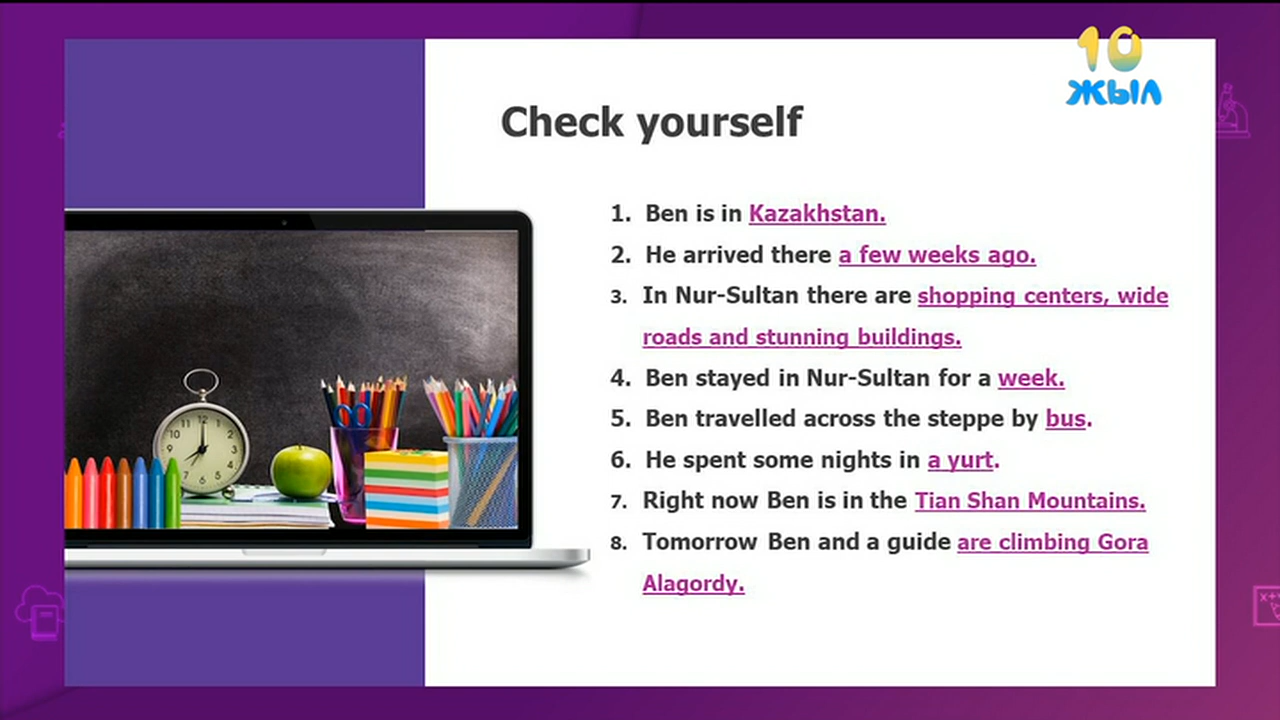 10
ЖЫЛ
Check yourself
1. Ben is in Kazakhstan.
2. He arrived there a few weeks ago.
3. In Nur-Sultan there are shopping centers, wide
roads and stunning buildings.
4. Ben stayed in Nur-Sultan for a week.
5. Ben travelled across the steppe by bus.
6. He spent some nights in a yurt.
7. Right now Ben is in the Tian Shan Mountains.
8. Tomorrow Ben and a guide are climbing Gora
Alagordy.